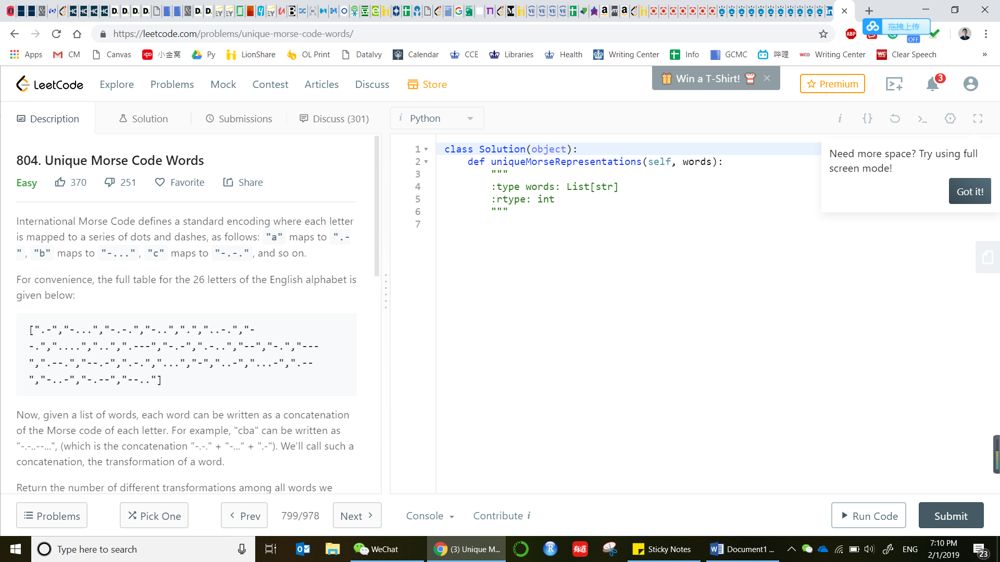 https://leetcode.com/problems/unique-morse-code-words/
ABP
OFF
拖拽上传
Apps
CM
Canvas
小金窝
Py
LionShare
OL Print
DataIvy
Calendar
CCE
Libraries
Health
Writing Center
Info
GCMC
哔哩
Writing Center
Clear Speech
»
LeetCode
Explore
Problems
Mock
Contest
Articles
Discuss
Store
Win a T-Shirt!
Premium
3
Description
Solution
Submissions
Discuss (301)
i Python
804. Unique Morse Code Words
Easy
370
251
Favorite
Share
International Morse Code defines a standard encoding where each letter
is mapped to a series of dots and dashes, as follows: "a" maps to ".-
", "b" maps to "-...", "c" maps to "-.-.", and so on.
For convenience, the full table for the 26 letters of the English alphabet is
given below:
[".-","-...","-.-.","-..",".","..-.","-
-.","....","..",".---","-.-",".-..","--","-.","---
",".--.","--.-",".-.","...","-","..-","...-",".--
","-..-","-.--","--.."]
Now, given a list of words, each word can be written as a concatenation
of the Morse code of each letter. For example, "cba" can be written as
"-.-..--...", (which is the concatenation "-.-." + "-..." + ".-"). We'll call such a
concatenation, the transformation of a word.
Return the number of different transformations among all words we
1 class Solution(object):
2 def uniqueMorseRepresentations(self, words):
3 """
4 :type words: List[str]
5 :rtype: int
6 """
7
Need more space? Try using full
screen mode!
Got it!
Problems
Pick One
Prev
799/978
Next
Console
Contribute i
Run Code
Submit
Type here to search
WeChat
(3) Unique M...
有道
Sticky Notes
Document1 ...
ENG
7:10 PM
2/1/2019
23